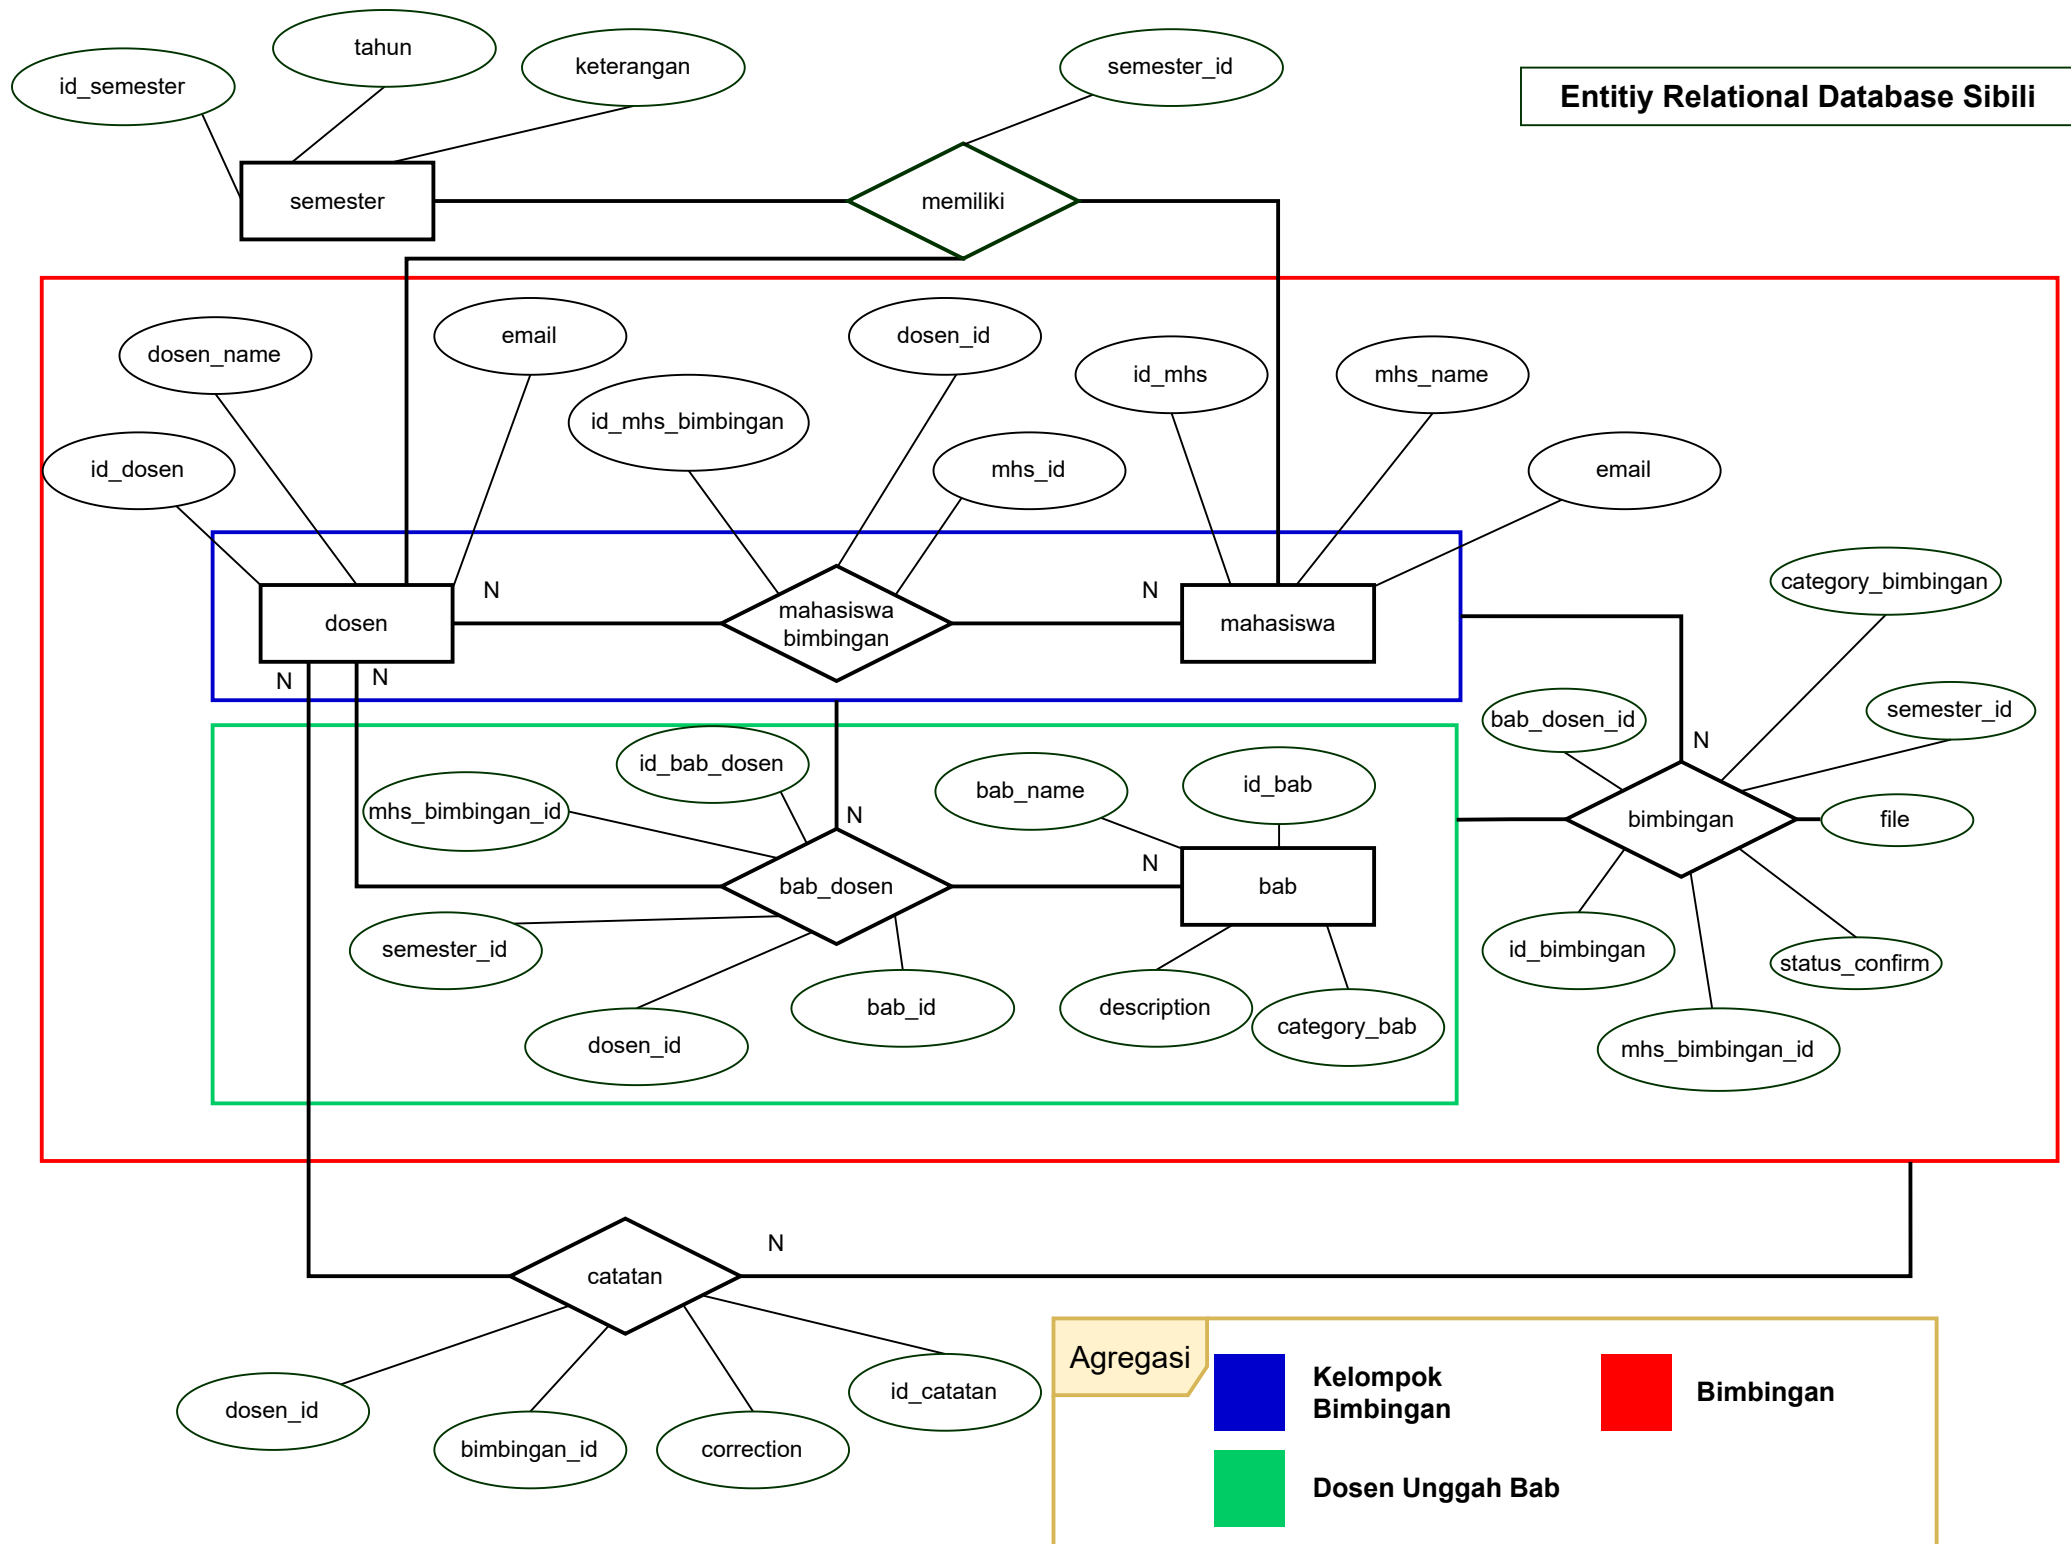 tahun
keterangan
semester_id
id_semester
Entitiy Relational Database Sibili
semester
memiliki
email
dosen_id
dosen_name
id_mhs
mhs_name
id_mhs_bimbingan
id_dosen
mhs_id
email
category_bimbingan
N
N
dosen
mahasiswa
bimbingan
mahasiswa
N
N
semester_id
bab_dosen_id
N
id_bab_dosen
bab_name
id_bab
mhs_bimbingan_id
N
bimbingan
file
N
bab_dosen
bab
semester_id
id_bimbingan
status_confirm
bab_id
description
category_bab
dosen_id
mhs_bimbingan_id
N
catatan
Agregasi
Kelompok
Bimbingan
Bimbingan
id_catatan
dosen_id
bimbingan_id
correction
Dosen Unggah Bab